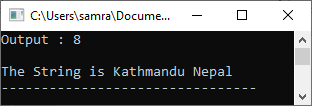 C:\Users\samra\Docume...
Output : 8
The String is Kathmandu Nepal
--------------------------------